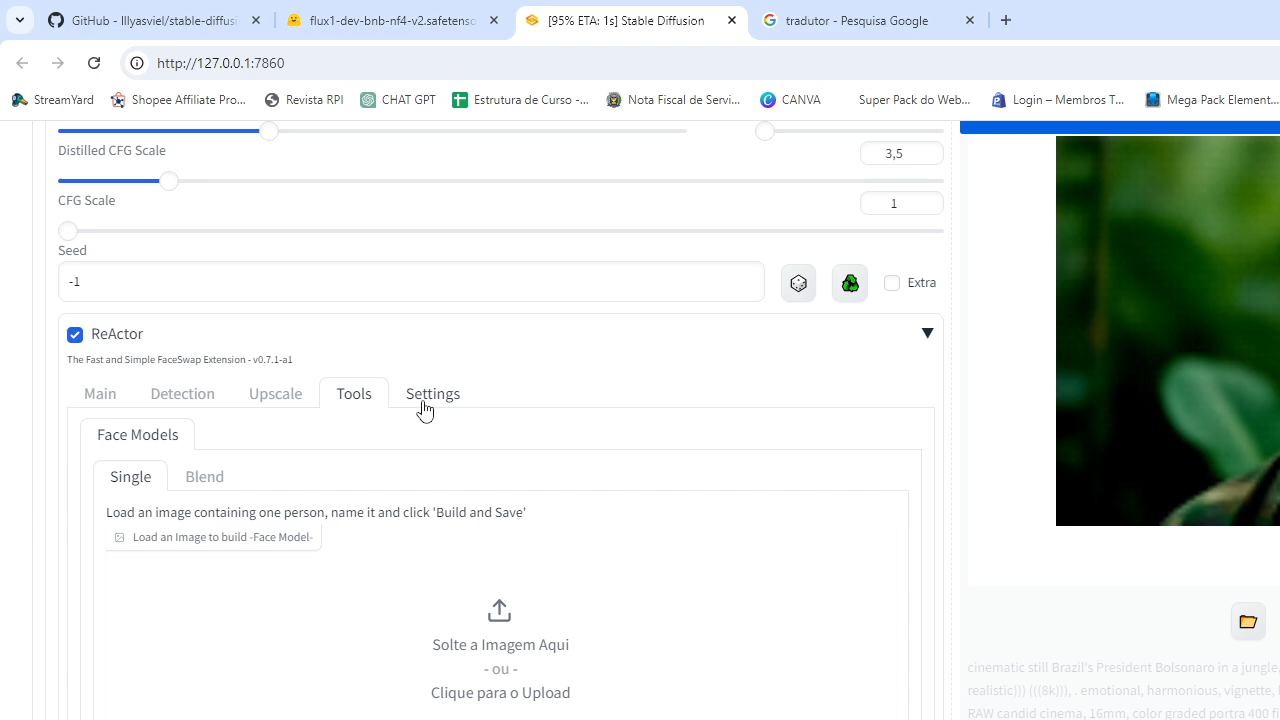 GitHub - lllyasviel/stable-diffus
flux1-dev-bnb-nf4-v2.safetenso
[95% ETA: 1s] Stable Diffusion
tradutor - Pesquisa Google
http://127.0.0.1:7860
StreamYard
Shopee Affiliate Pro...
Revista RPI
CHAT GPT
Estrutura de Curso -...
Nota Fiscal de Servi...
CANVA
Super Pack do Web...
Login – Membros T...
Mega Pack Element...
Distilled CFG Scale
3,5
CFG Scale
1
Seed
-1
Extra
ReActor
The Fast and Simple FaceSwap Extension - v0.7.1-a1
Main
Detection
Upscale
Tools
Settings
Face Models
Single
Blend
Load an image containing one person, name it and click 'Build and Save'
Load an Image to build -Face Model-
Solte a Imagem Aqui
- ou -
Clique para o Upload
cinematic still Brazil's President Bolsonaro in a jungle,
realistic))) (((8k))), . emotional, harmonious, vignette,
RAW candid cinema, 16mm, color graded portra 400 fi